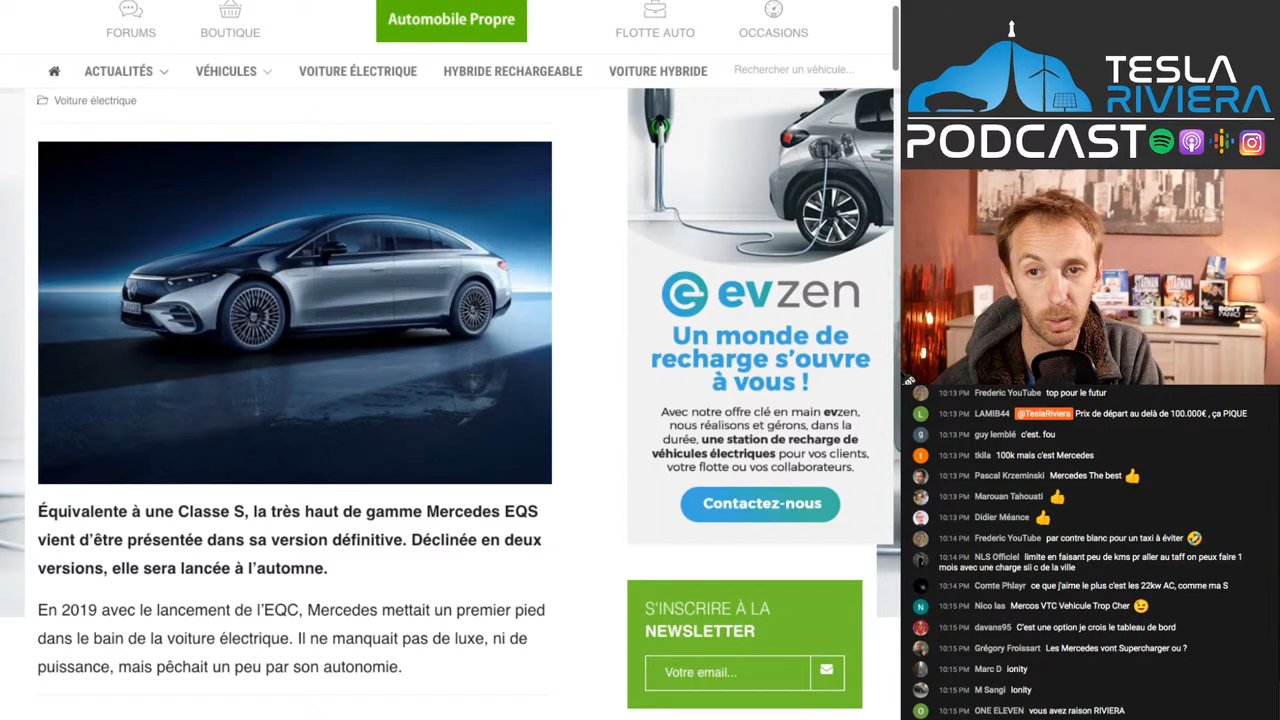 FORUMS
BOUTIQUE
Automobile Propre
FLOTTE AUTO
OCCASIONS
ACTUALITÉS
VÉHICULES
VOITURE ÉLECTRIQUE
HYBRIDE RECHARGEABLE
VOITURE HYBRIDE
Rechercher un véhicule...
Voiture électrique
Équivalente à une Classe S, la très haut de gamme Mercedes EQS
vient d'être présentée dans sa version définitive. Déclinée en deux
versions, elle sera lancée à l'automne.
En 2019 avec le lancement de l'EQC, Mercedes mettait un premier pied
dans le bain de la voiture électrique. Il ne manquait pas de luxe, ni de
puissance, mais pêchait un peu par son autonomie.
evzen
Un monde de
recharge s'ouvre
à vous !
Avec notre offre clé en main evzen,
nous réalisons et gérons, dans la
durée, une station de recharge de
véhicules électriques pour vos clients,
votre flotte ou vos collaborateurs.
Contactez-nous
S'INSCRIRE À LA
NEWSLETTER
Votre email...
TESLA
RIVIERA
PODCAST
STARMAN
STARMAN
DON'T
PANIC
10:13 PM Frederic YouTube top pour le futur
L 10:13 PM LAMIB44 @TeslaRiviera Prix de départ au delà de 100.000€ , ça PIQUE
g 10:13 PM guy lemblé c'est. fou
t 10:13 PM tkila 100k mais c'est Mercedes
10:13 PM Pascal Krzeminski Mercedes The best 👍
10:13 PM Marouan Tahouati 👍
10:13 PM Didier Méance 👍
10:14 PM Frederic YouTube par contre blanc pour un taxi à éviter 🤣
10:14 PM NLS Officiel limite en faisant peu de kms pr aller au taff on peux faire 1
mois avec une charge sii c de la ville
10:14 PM Comte Phlayr ce que j'aime le plus c'est les 22kw AC, comme ma S
N 10:15 PM Nico las Mercos VTC Vehicule Trop Cher 😉
10:15 PM davans95 C'est une option je crois le tableau de bord
10:15 PM Grégory Froissart Les Mercedes vont Supercharger ou ?
10:15 PM Marc D ionity
10:15 PM M Sangi Ionity
O 10:15 PM ONE ELEVEN vous avez raison RIVIERA